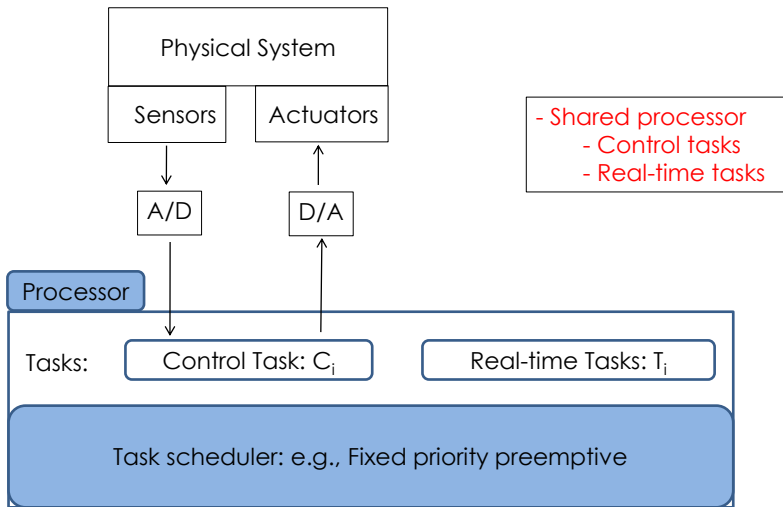 Physical System
Sensors
Actuators
- Shared processor
- Control tasks
- Real-time tasks
A/D
D/A
Processor
Tasks:
Control Task: Cᵢ
Real-time Tasks: Tᵢ
Task scheduler: e.g., Fixed priority preemptive